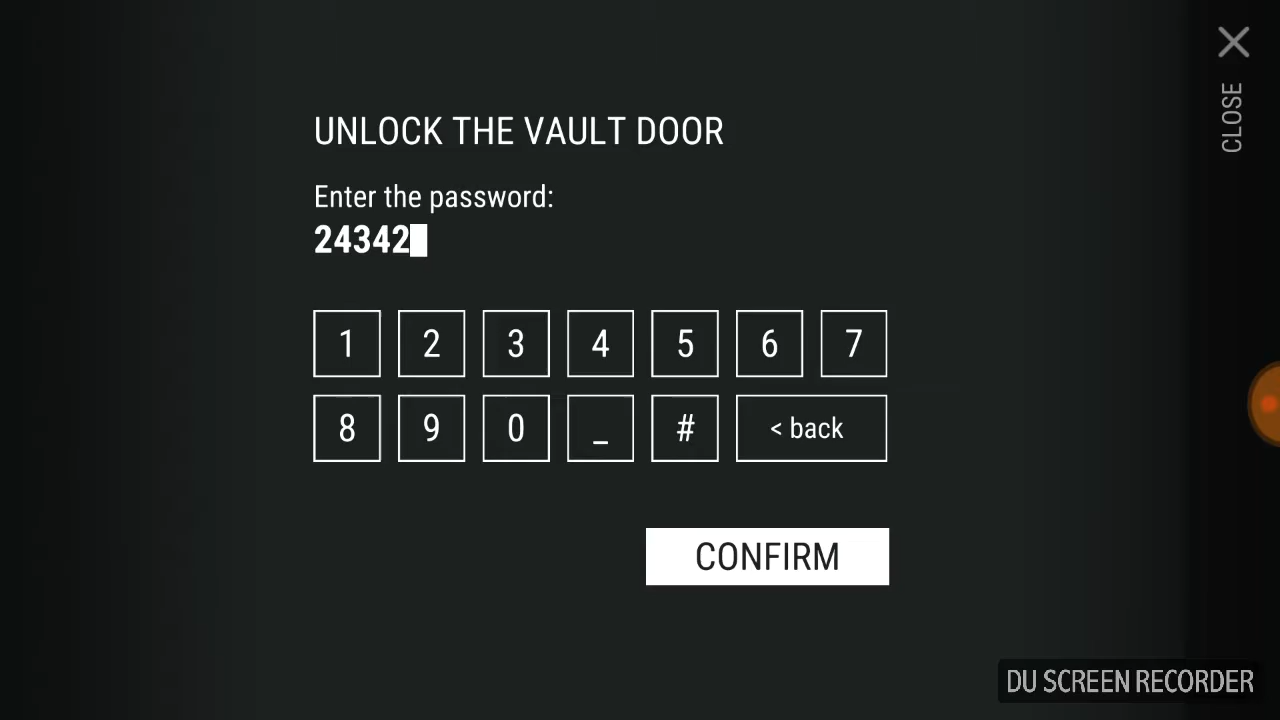 UNLOCK THE VAULT DOOR
Enter the password:
24342
1 2 3 4 5 6 7
8 9 0 _ # < back
CONFIRM
CLOSE
DU SCREEN RECORDER